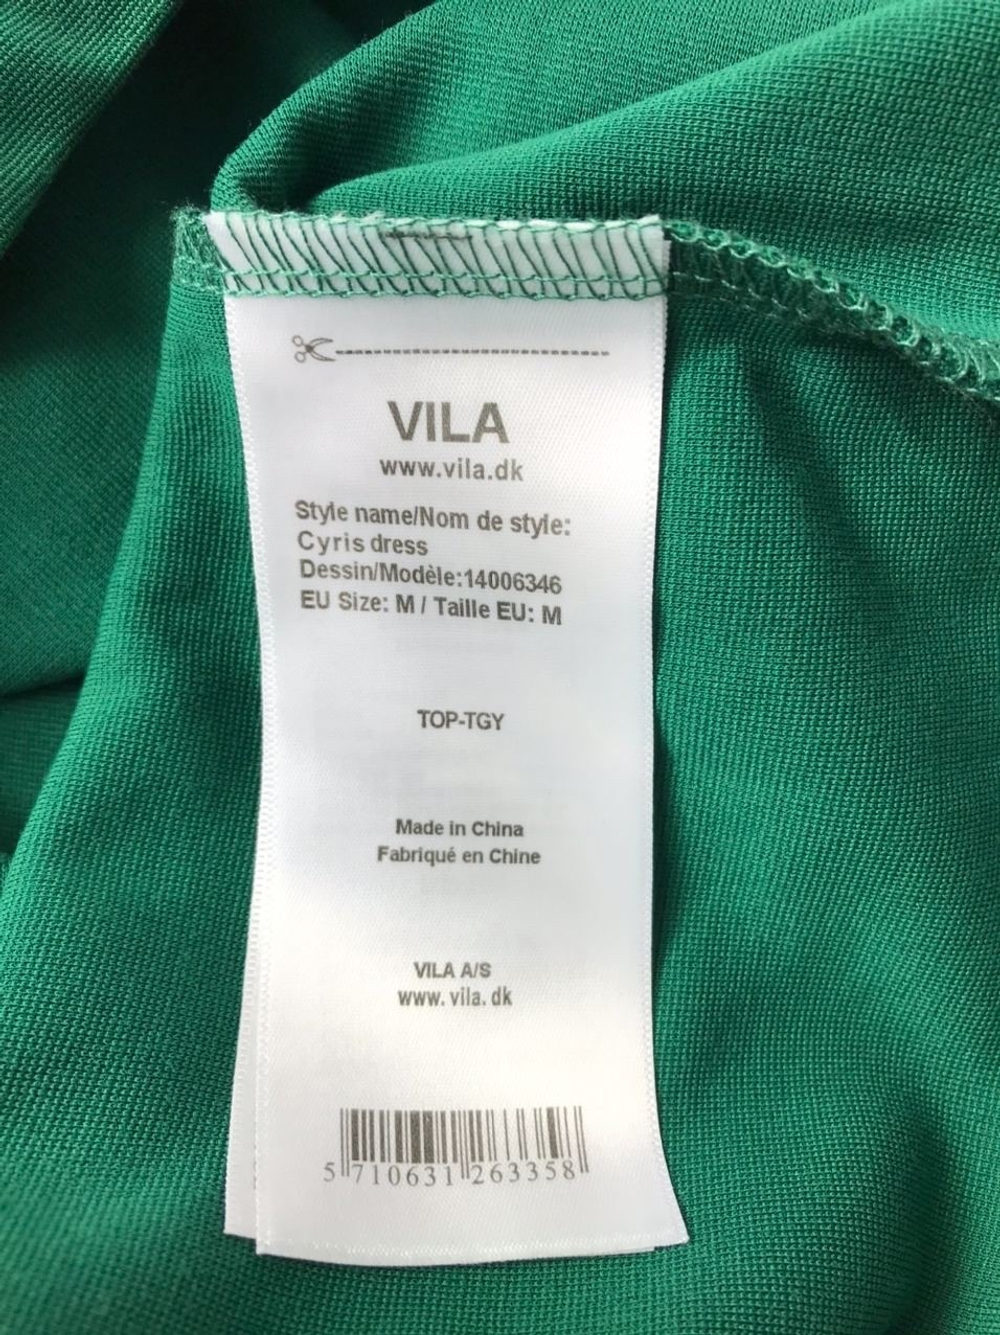 VILA
www.vila.dk
Style name/Nom de style:
Cyris dress
Dessin/Modèle:14006346
EU Size: M / Taille EU: M
TOP-TGY
Made in China
Fabriqué en Chine
VILA A/S
www. vila. dk
5 710631 263358